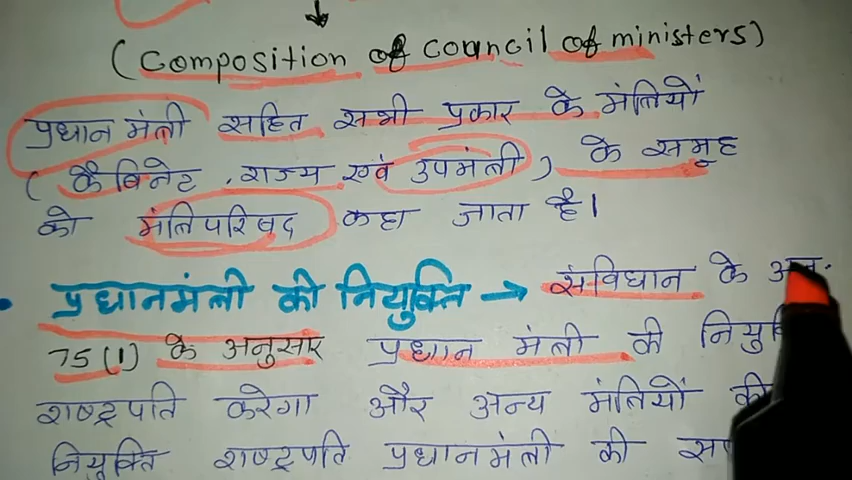 (Composition of council of ministers)
प्रधान मंत्री सहित सभी प्रकार के मंत्रियों
(कैबिनेट, राज्य एवं उपमंत्री) के समूह
को मंत्रिपरिषद कहा जाता है।
• प्रधानमंत्री की नियुक्ति → संविधान के अनु.
75(1) के अनुसार प्रधान मंत्री की
राष्ट्रपति करेगा और अन्य मंत्रियों की
नियुक्ति राष्ट्रपति प्रधानमंत्री की